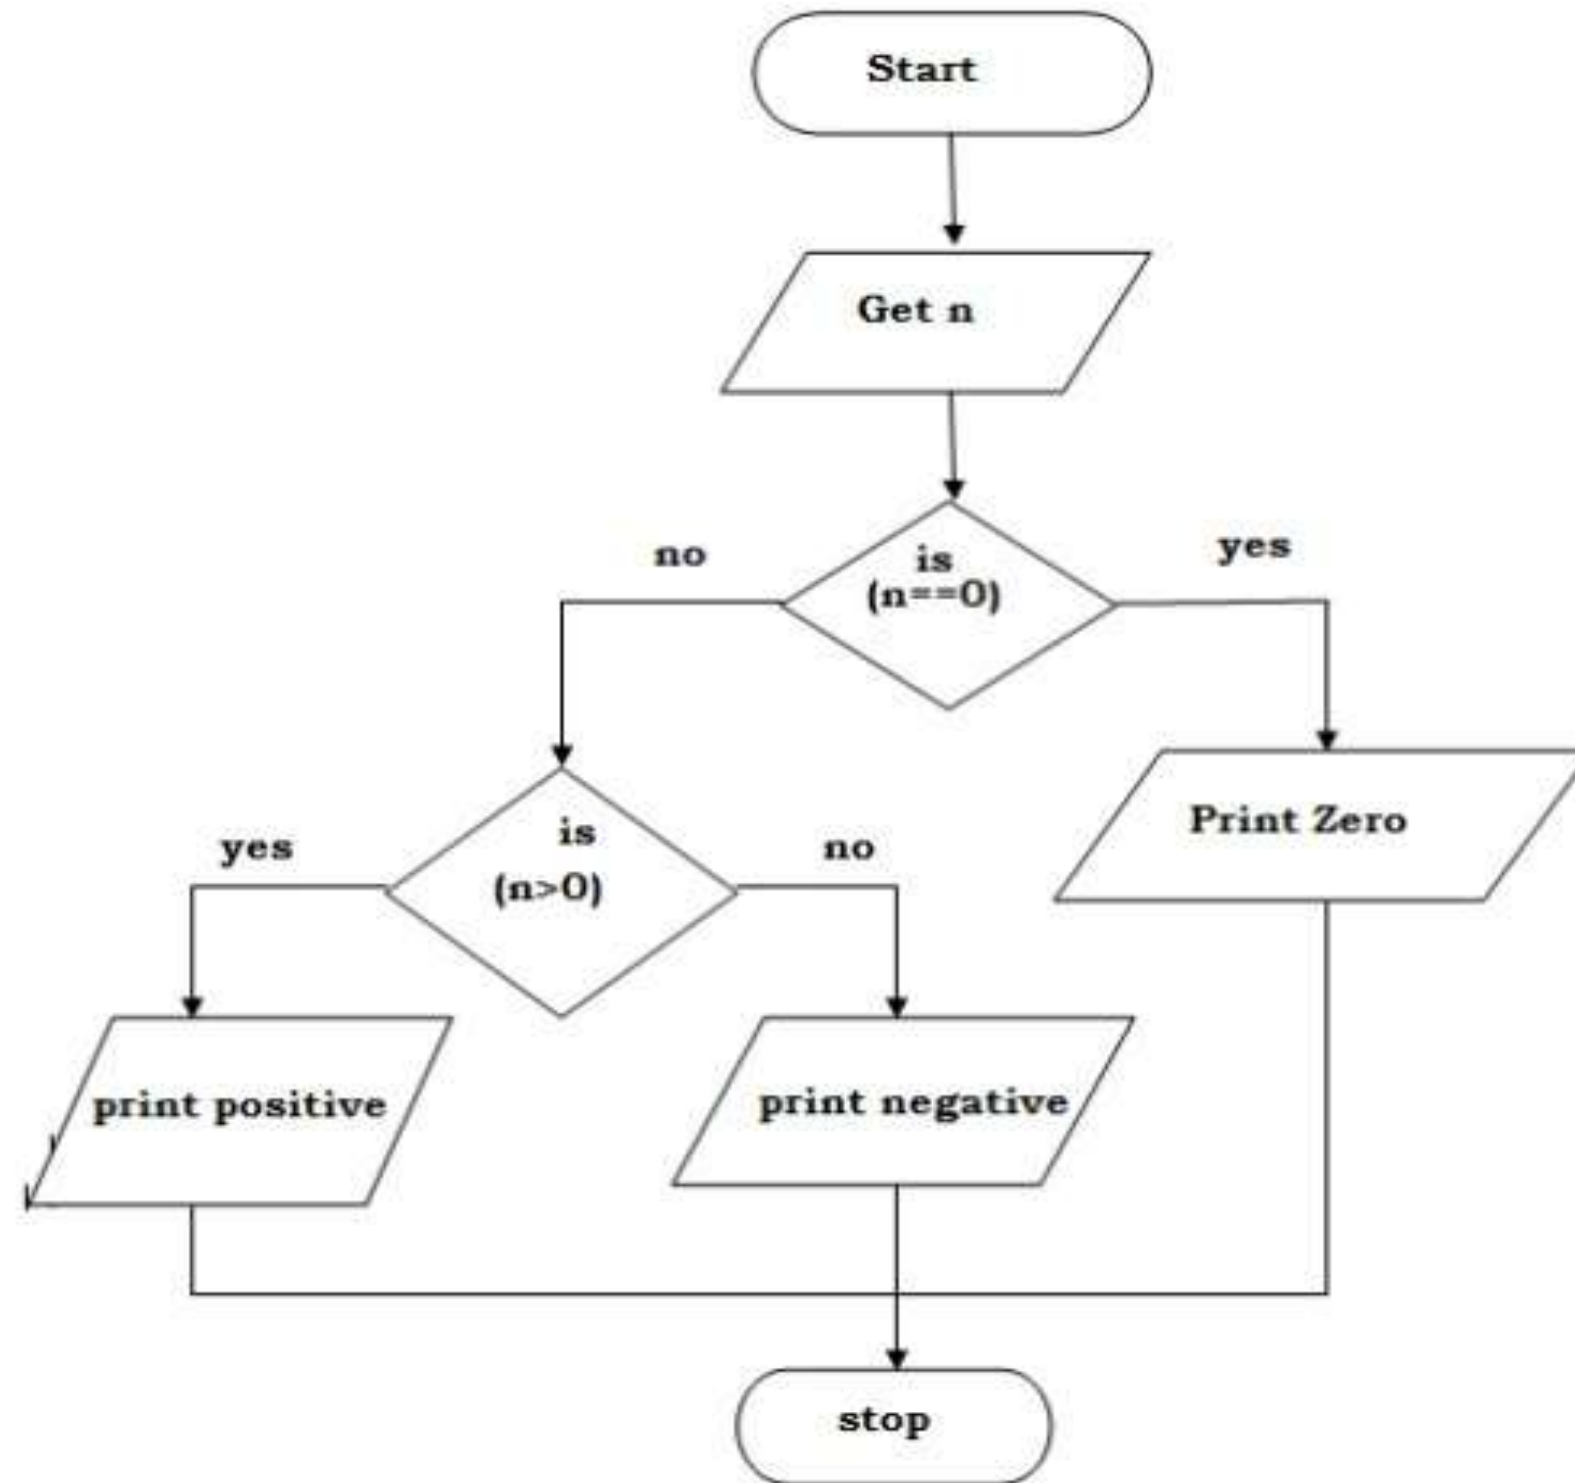 Start
Get n
no
is
(n==0)
yes
yes
is
(n>0)
no
Print Zero
print positive
print negative
stop